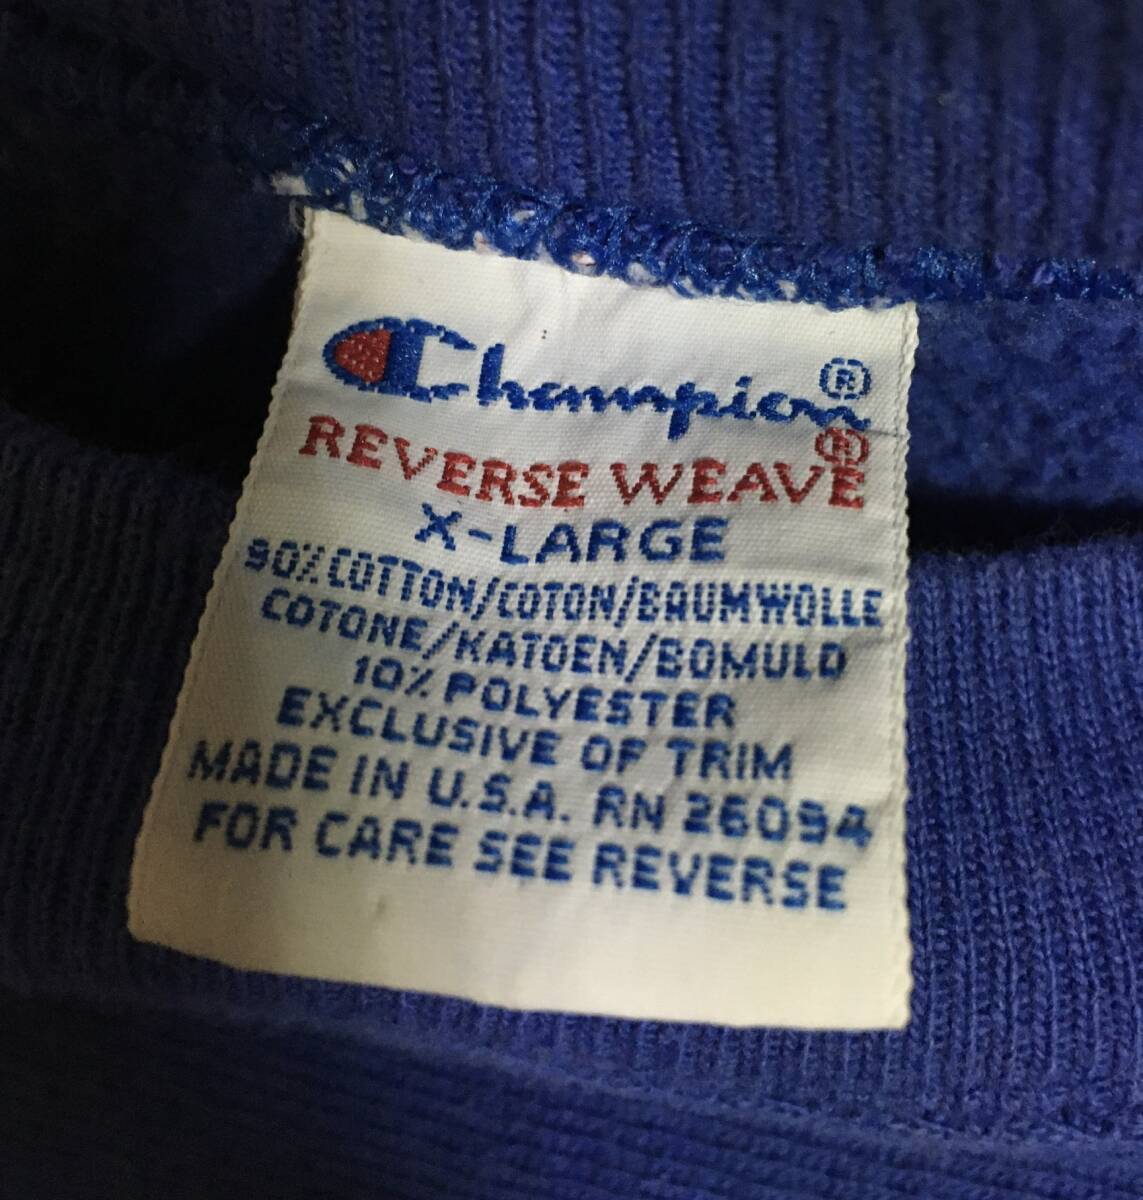 Champion®
REVERSE WEAVE®
X-LARGE
90% COTTON/COTON/BAUMWOLLE
COTONE/KATOEN/BOMULD
10% POLYESTER
EXCLUSIVE OF TRIM
MADE IN U.S.A. RN 26094
FOR CARE SEE REVERSE